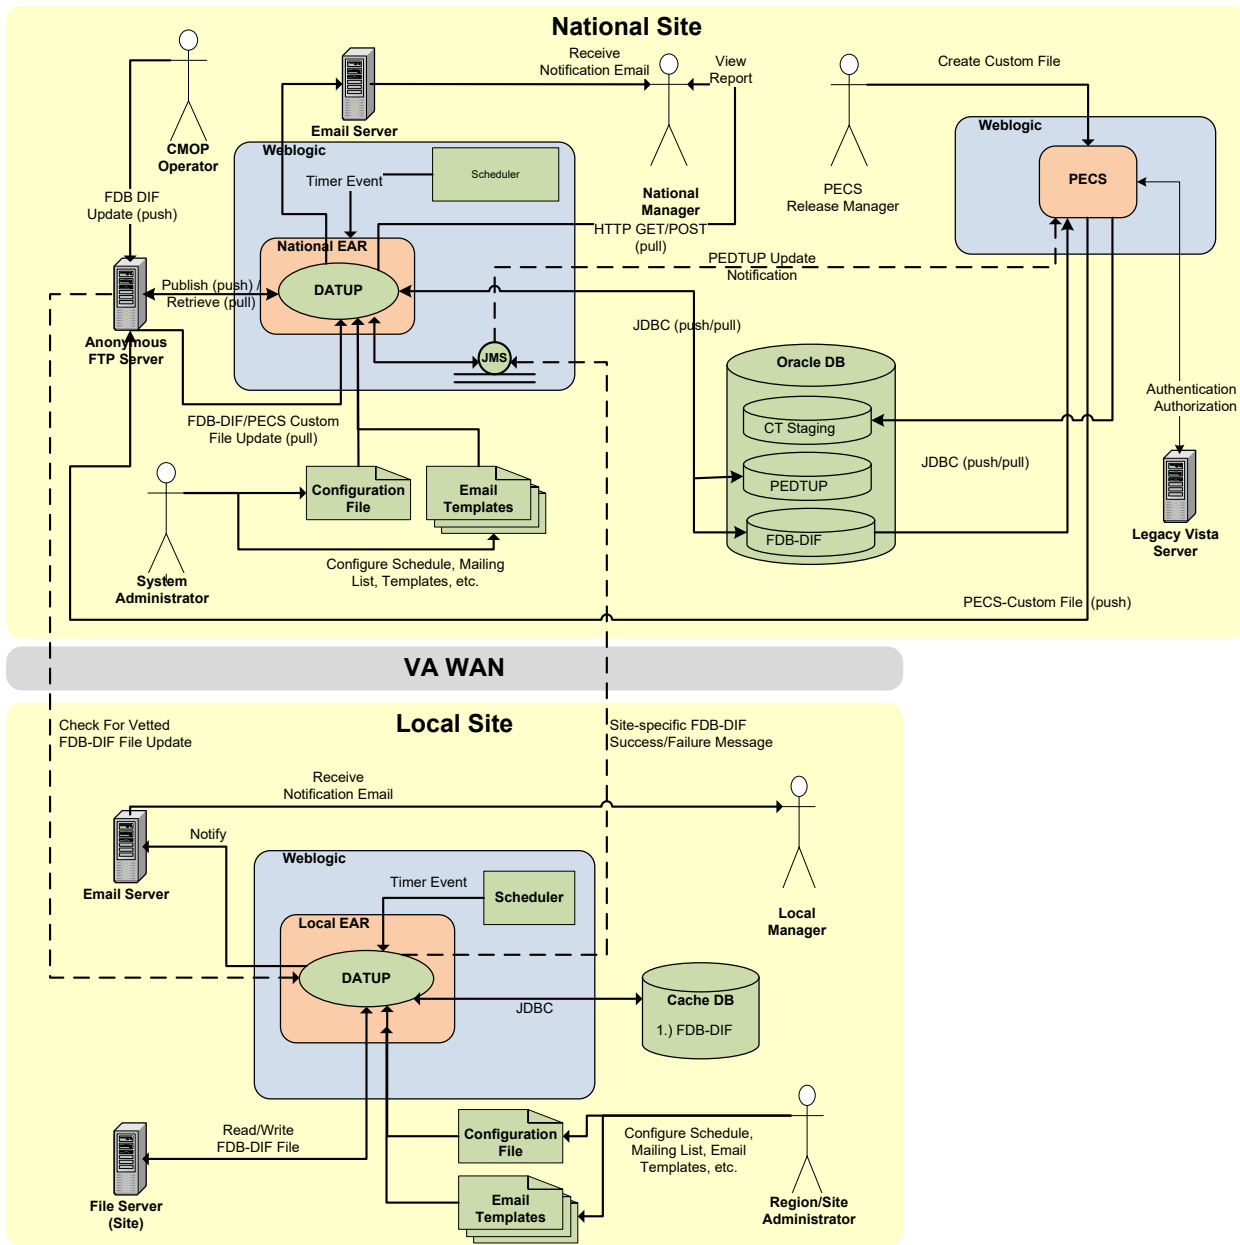 National Site
CMOP
Operator
Email Server
Receive
Notification Email
View
Report
National
Manager
PECS
Release Manager
Create Custom File
Weblogic
PECS
Weblogic
Timer Event
Scheduler
FDB DIF
Update (push)
National EAR
DATUP
HTTP GET/POST
(pull)
PEDTUP Update
Notification
Publish (push) /
Retrieve (pull)
Anonymous
FTP Server
JMS
JDBC (push/pull)
Oracle DB
CT Staging
PEDTUP
FDB-DIF
Authentication
Authorization
JDBC (push/pull)
Legacy Vista
Server
FDB-DIF/PECS Custom
File Update (pull)
Configuration
File
Email
Templates
Configure Schedule, Mailing
List, Templates, etc.
System
Administrator
PECS-Custom File (push)
VA WAN
Local Site
Check For Vetted
FDB-DIF File Update
Site-specific FDB-DIF
Success/Failure Message
Receive
Notification Email
Notify
Email Server
Weblogic
Timer Event
Scheduler
Local EAR
DATUP
Local
Manager
JDBC
Cache DB
1.) FDB-DIF
Read/Write
FDB-DIF File
File Server
(Site)
Configuration
File
Email
Templates
Configure Schedule,
Mailing List, Email
Templates, etc.
Region/Site
Administrator